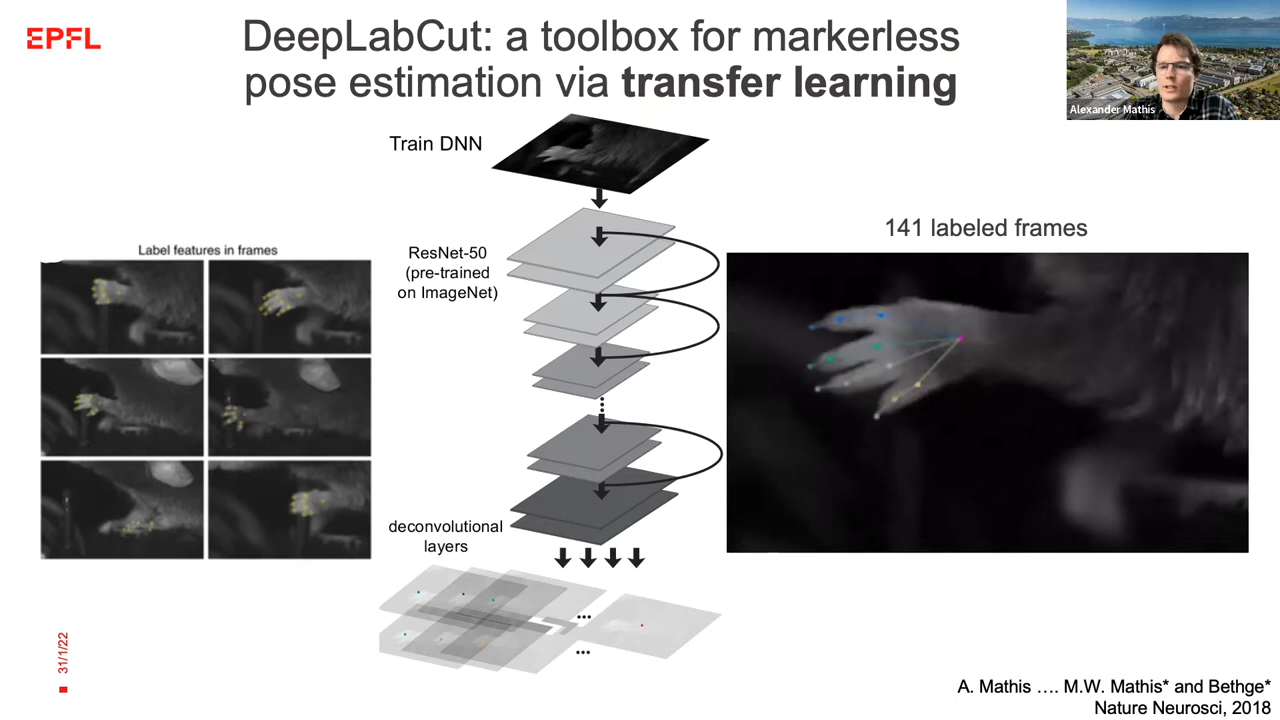 EPFL
DeepLabCut: a toolbox for markerless
pose estimation via transfer learning
Alexander Mathis
Train DNN
Label features in frames
ResNet-50
(pre-trained
on ImageNet)
141 labeled frames
deconvolutional
layers
...
...
31/1/22
A. Mathis …. M.W. Mathis* and Bethge*
Nature Neurosci, 2018